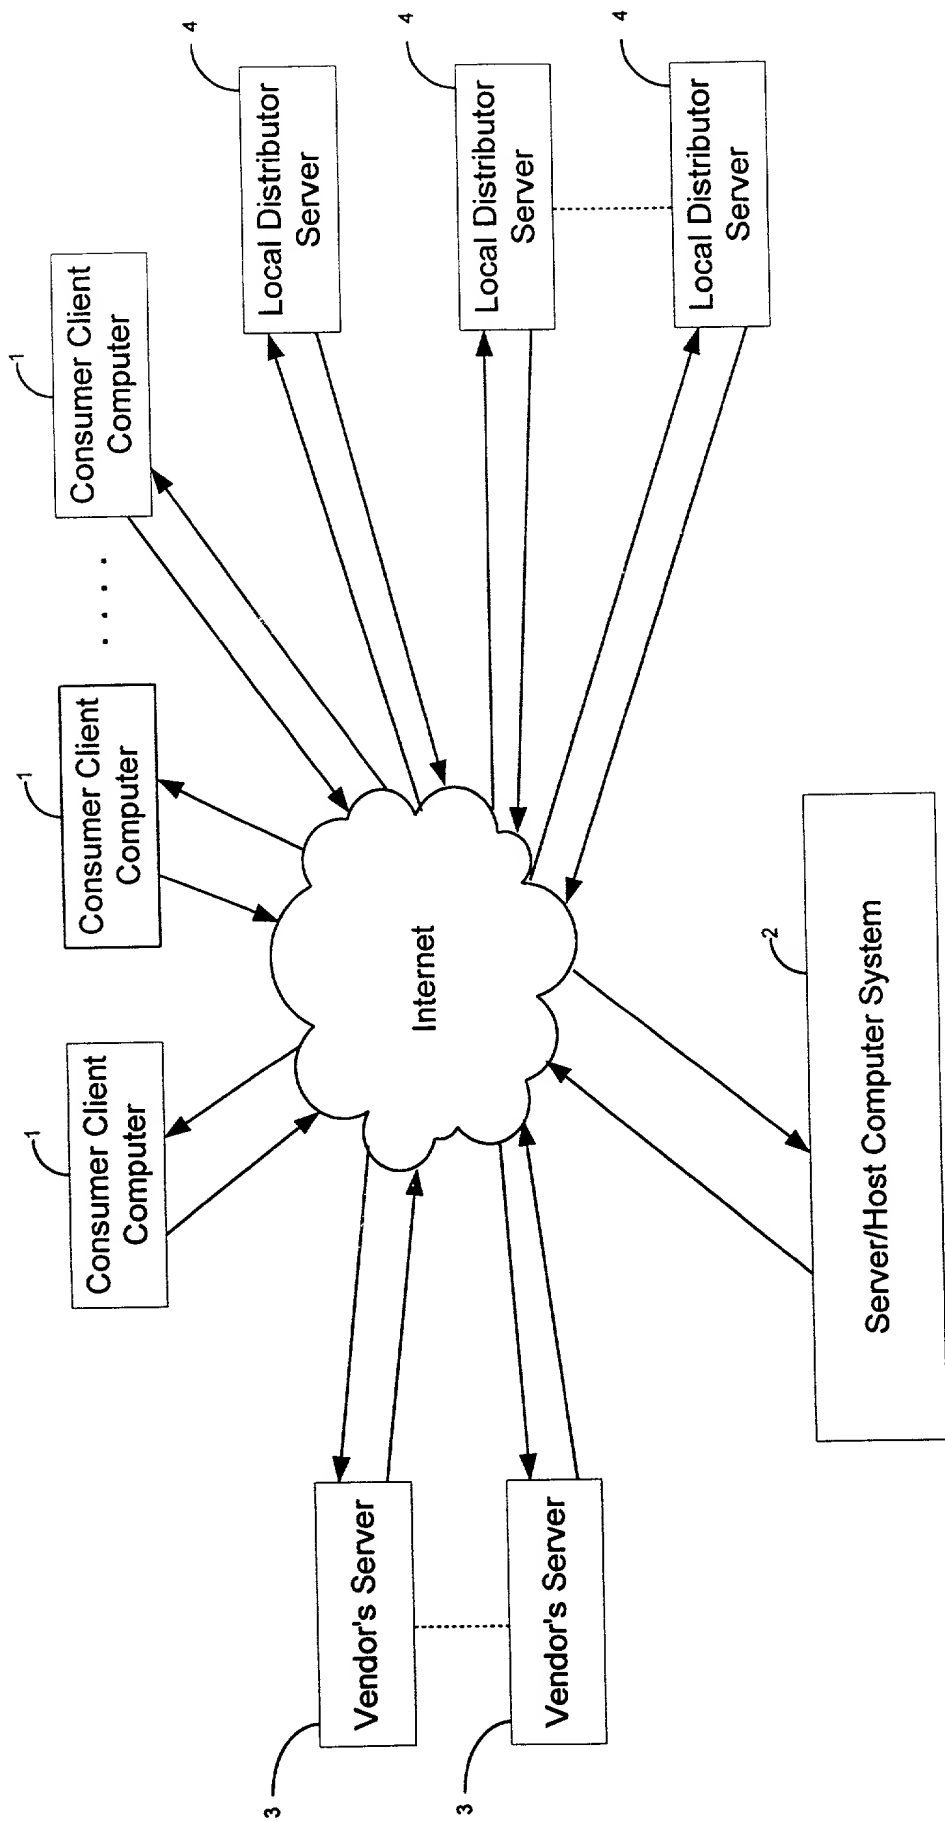 1
Consumer Client
Computer
1
Consumer Client
Computer
. . . .
1
Consumer Client
Computer
4
Local Distributor
Server
4
Local Distributor
Server
4
Local Distributor
Server
Internet
3
Vendor's Server
3
Vendor's Server
2
Server/Host Computer System